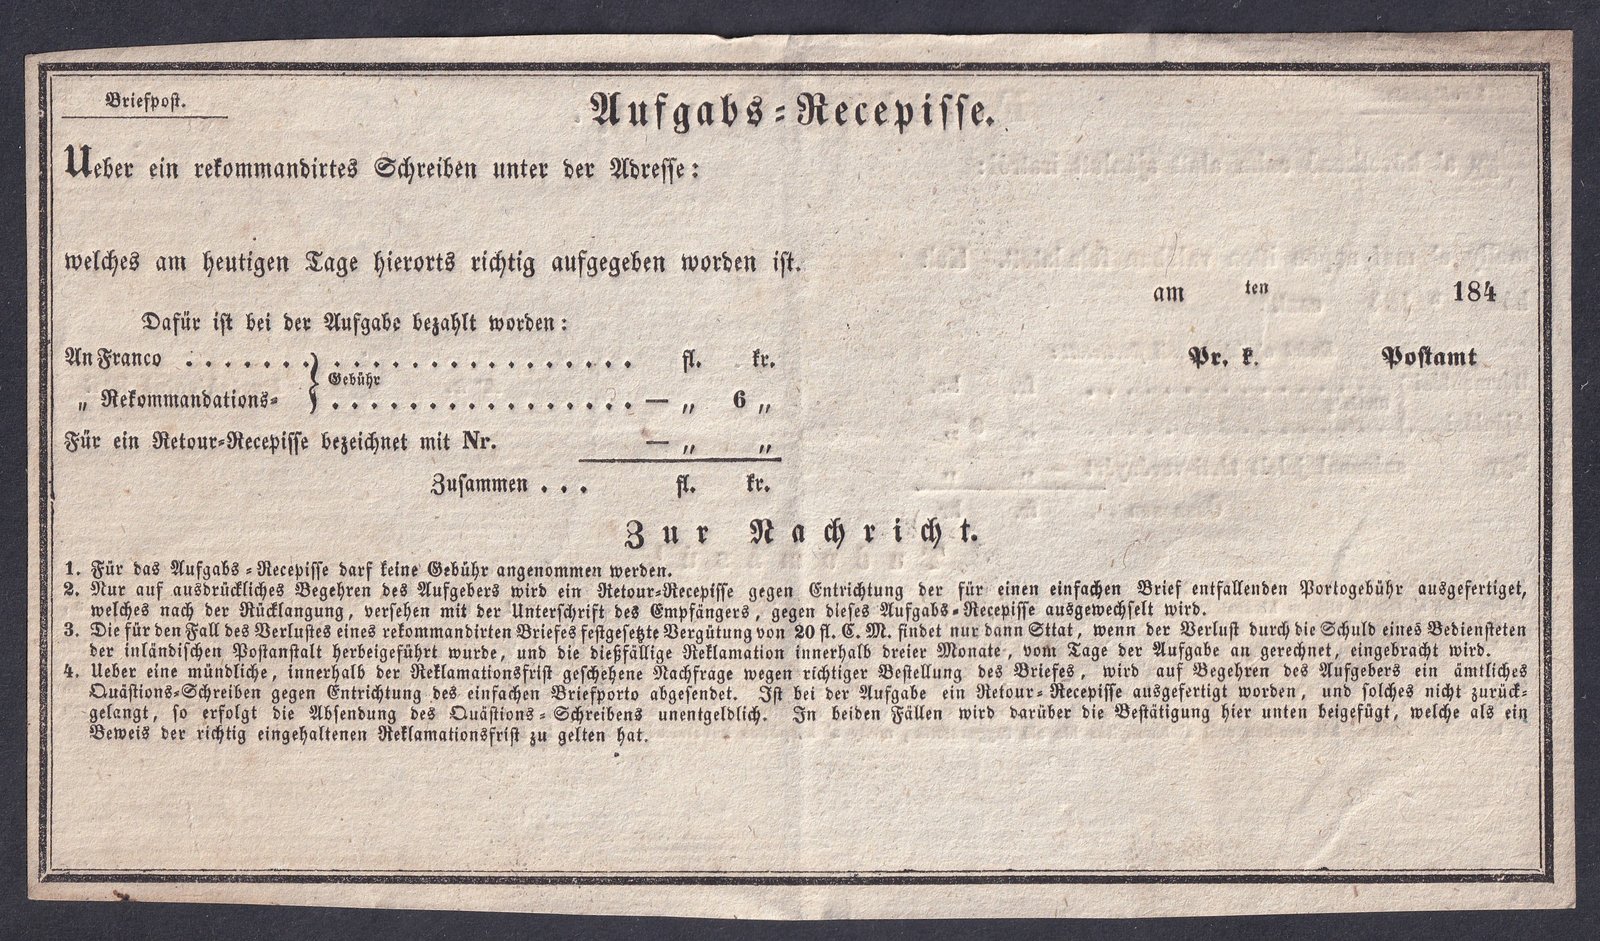 Briefpost.
Aufgabs=Recepisse.
Ueber ein rekommandirtes Schreiben unter der Adresse:
welches am heutigen Tage hierorts richtig aufgegeben worden ist.
am ten 184
Dafür ist bei der Aufgabe bezahlt worden:
An Franco . . . . . . . } . . . . . . . . . . . . . . . . . fl. kr.
Gebühr
„ Rekommandations= . . . . . . . . . . . . . . . . . — „ 6 „
Pr. k. Postamt
Für ein Retour=Recepisse bezeichnet mit Nr. — „ „
Zusammen . . . fl. kr.
Zur Nachricht.
1. Für das Aufgabs=Recepisse darf keine Gebühr angenommen werden.
2. Nur auf ausdrückliches Begehren des Aufgebers wird ein Retour=Recepisse gegen Entrichtung der für einen einfachen Brief entfallenden Portogebühr ausgefertiget,
welches nach der Rücklangung, versehen mit der Unterschrift des Empfängers, gegen dieses Aufgabs=Recepisse ausgewechselt wird.
3. Die für den Fall des Verlustes eines rekommandirten Briefes festgesetzte Vergütung von 20 fl. C. M. findet nur dann Sttat, wenn der Verlust durch die Schuld eines Bediensteten
der inländischen Postanstalt herbeigeführt wurde, und die dießfällige Reklamation innerhalb dreier Monate, vom Tage der Aufgabe an gerechnet, eingebracht wird.
4. Ueber eine mündliche, innerhalb der Reklamationsfrist geschehene Nachfrage wegen richtiger Bestellung des Briefes, wird auf Begehren des Aufgebers ein ämtliches
Quästions=Schreiben gegen Entrichtung des einfachen Briefporto abgesendet. Ist bei der Aufgabe ein Retour=Recepisse ausgefertigt worden, und solches nicht zurück=
gelangt, so erfolgt die Absendung des Quästions=Schreibens unentgeldlich. In beiden Fällen wird darüber die Bestätigung hier unten beigefügt, welche als ein
Beweis der richtig eingehaltenen Reklamationsfrist zu gelten hat.